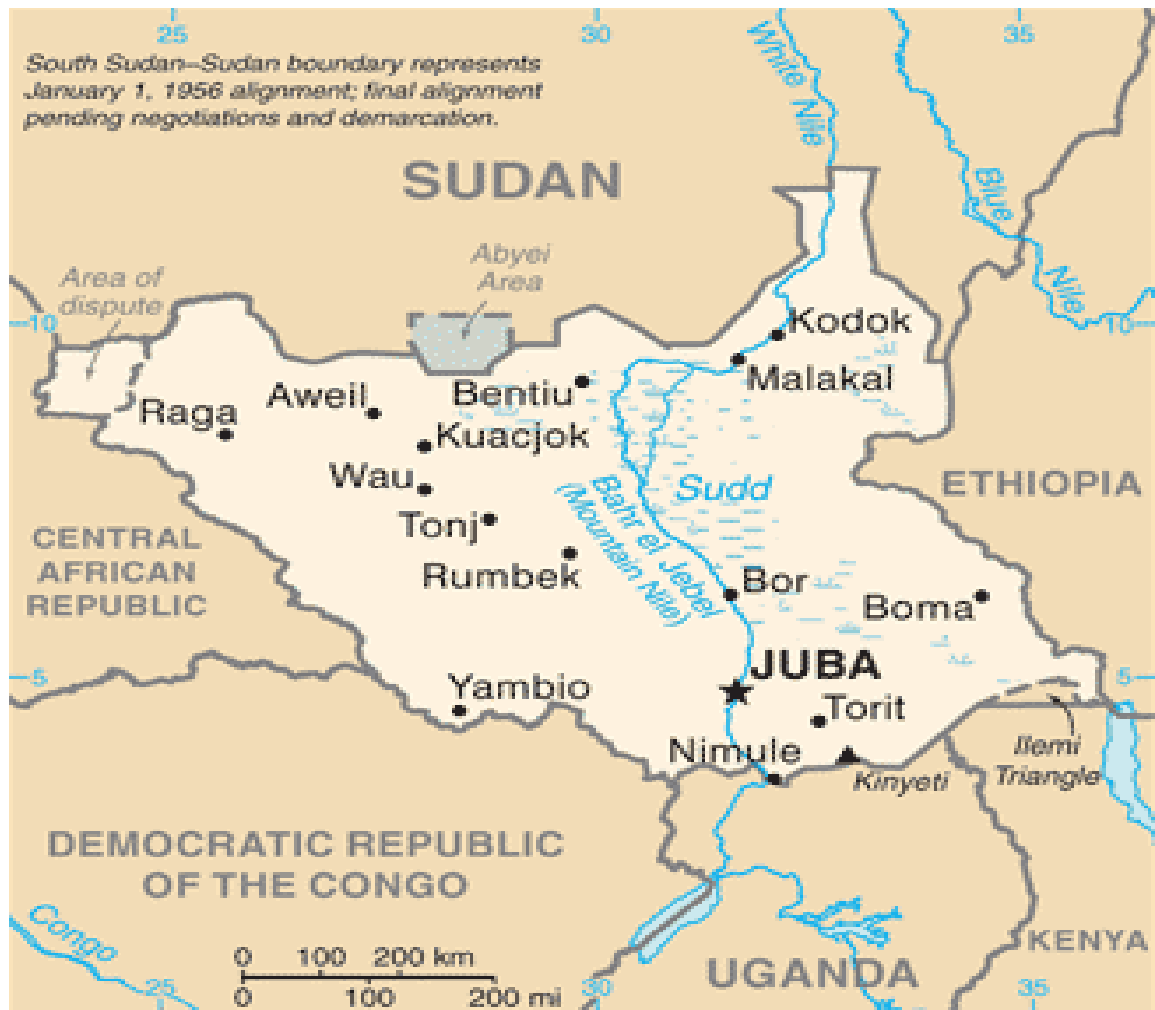 25
30
35
South Sudan–Sudan boundary represents
January 1, 1956 alignment; final alignment
pending negotiations and demarcation.
White Nile
SUDAN
Blue
Nile
Abyei
Area
Area of
dispute
10
10
Kodok
Malakal
Bentiu
Aweil
Raga
Kuacjok
Wau
Sudd
ETHIOPIA
Tonj
Bahr el Jebel
(Mountain Nile)
CENTRAL
AFRICAN
REPUBLIC
Rumbek
Bor
Boma
JUBA
5
5
Yambio
Torit
Nimule
Ilemi
Triangle
Kinyeti
DEMOCRATIC REPUBLIC
OF THE CONGO
Congo
KENYA
UGANDA
0 100 200 km
0 100 200 mi
25
30
35